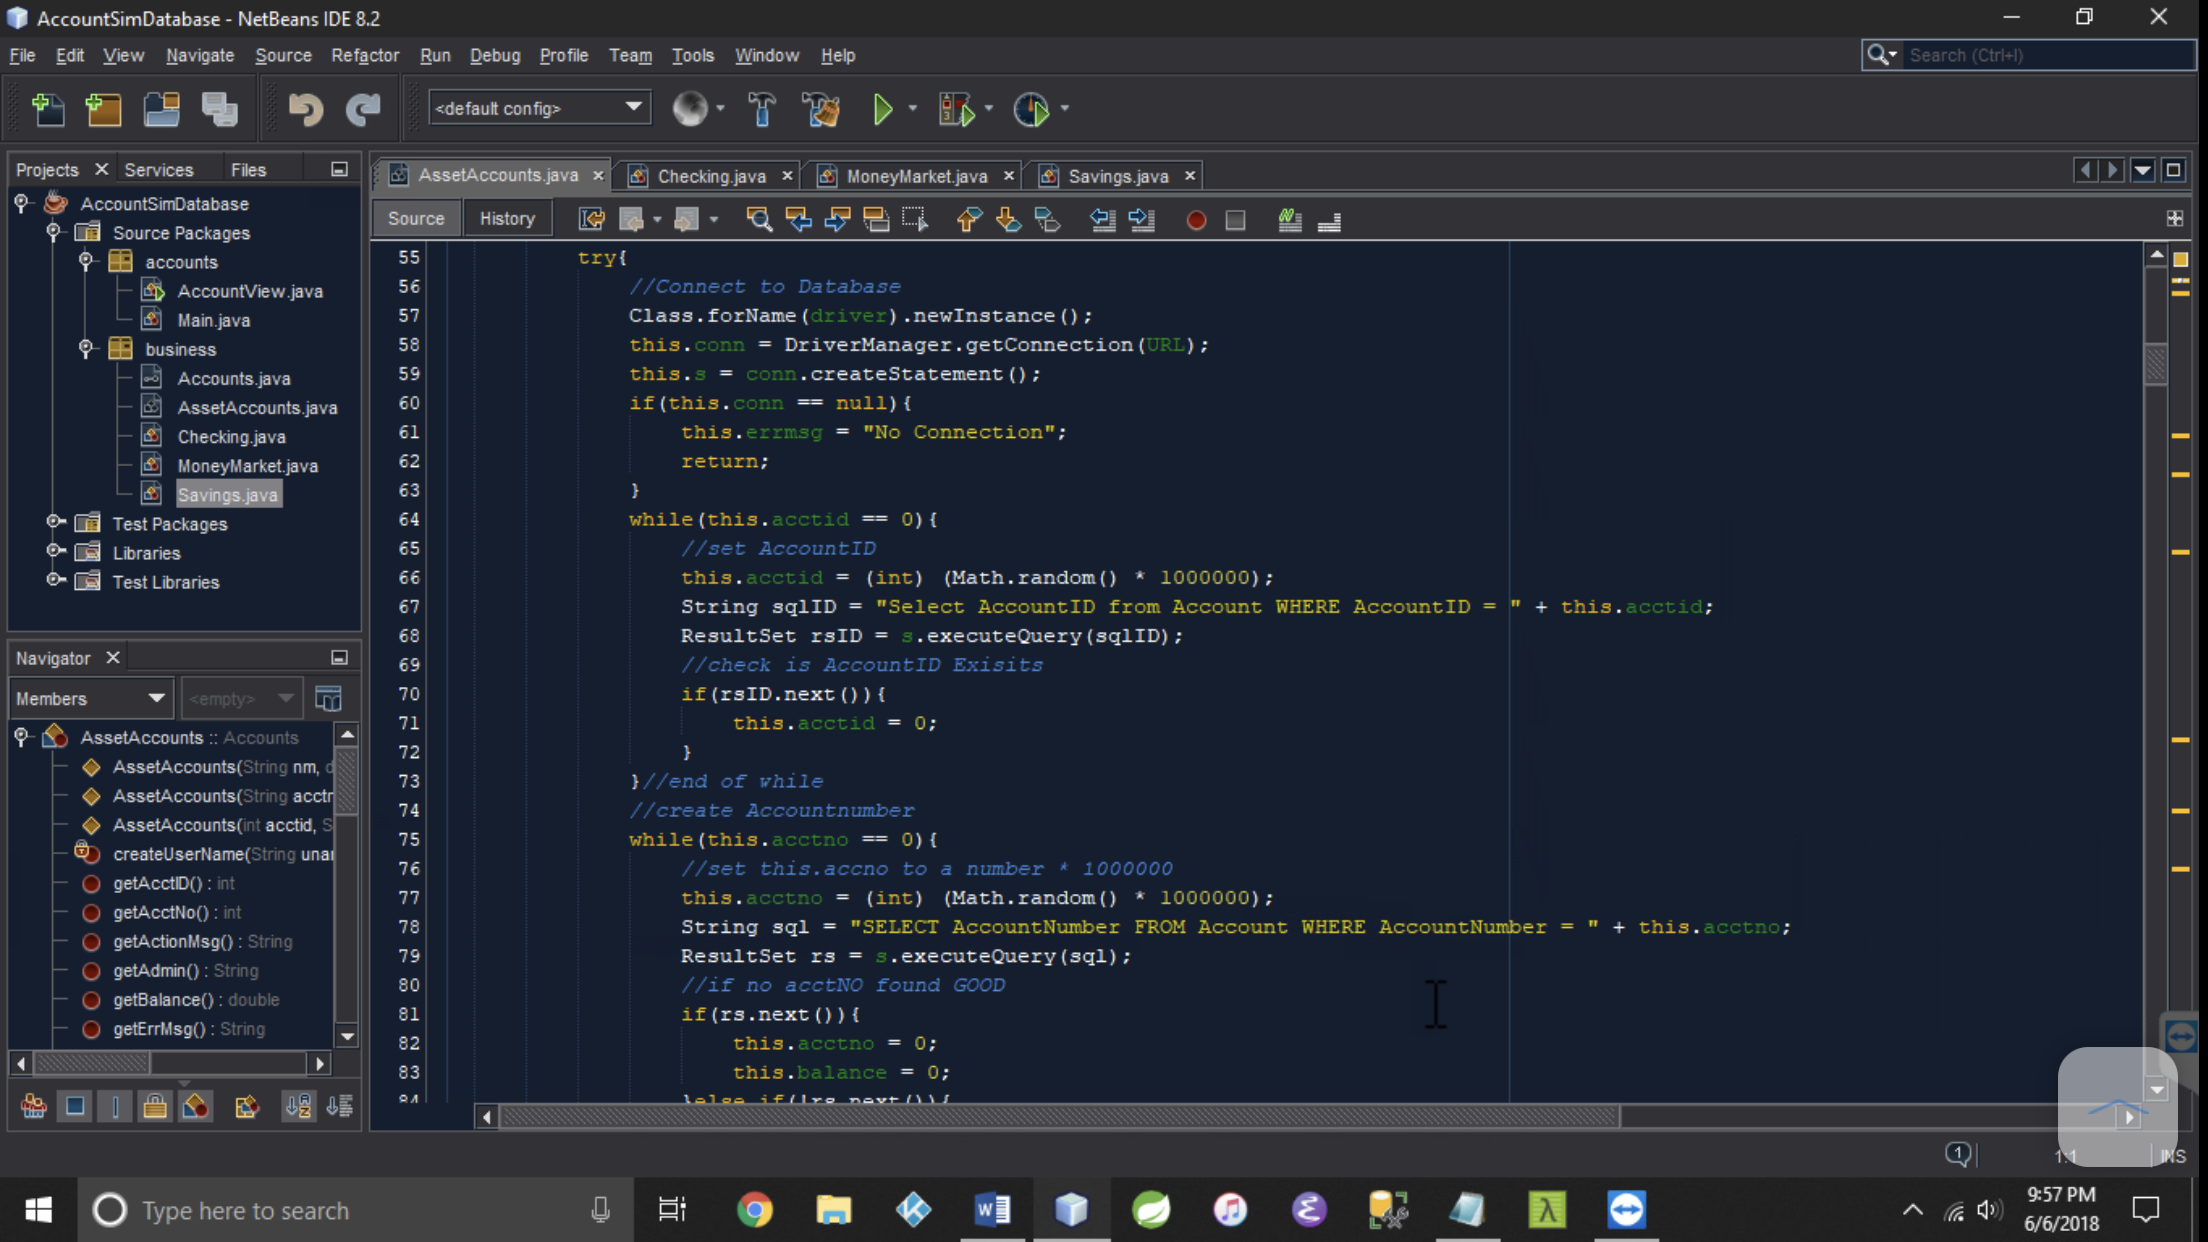 AccountSimDatabase - NetBeans IDE 8.2
File Edit View Navigate Source Refactor Run Debug Profile Team Tools Window Help
Search (Ctrl+I)
<default config>
Projects Services Files
AccountSimDatabase
Source Packages
accounts
AccountView.java
Main.java
business
Accounts.java
AssetAccounts.java
Checking.java
MoneyMarket.java
Savings.java
Test Packages
Libraries
Test Libraries
Navigator
Members
<empty>
AssetAccounts :: Accounts
AssetAccounts(String nm, d
AssetAccounts(String acctr
AssetAccounts(int acctid, S
createUserName(String unar
getAcctID() : int
getAcctNo() : int
getActionMsg() : String
getAdmin() : String
getBalance() : double
getErrMsg() : String
AssetAccounts.java Checking.java MoneyMarket.java Savings.java
Source History
55 try{
56 //Connect to Database
57 Class.forName(driver).newInstance();
58 this.conn = DriverManager.getConnection(URL);
59 this.s = conn.createStatement();
60 if(this.conn == null){
61 this.errmsg = "No Connection";
62 return;
63 }
64 while(this.acctid == 0){
65 //set AccountID
66 this.acctid = (int) (Math.random() * 1000000);
67 String sqlID = "Select AccountID from Account WHERE AccountID = " + this.acctid;
68 ResultSet rsID = s.executeQuery(sqlID);
69 //check is AccountID Exisits
70 if(rsID.next()){
71 this.acctid = 0;
72 }
73 }//end of while
74 //create Accountnumber
75 while(this.acctno == 0){
76 //set this.accno to a number * 1000000
77 this.acctno = (int) (Math.random() * 1000000);
78 String sql = "SELECT AccountNumber FROM Account WHERE AccountNumber = " + this.acctno;
79 ResultSet rs = s.executeQuery(sql);
80 //if no acctNO found GOOD
81 if(rs.next()){
82 this.acctno = 0;
83 this.balance = 0;
84 }else if(!rs.next()){
1
1:1 INS
Type here to search
9:57 PM
6/6/2018